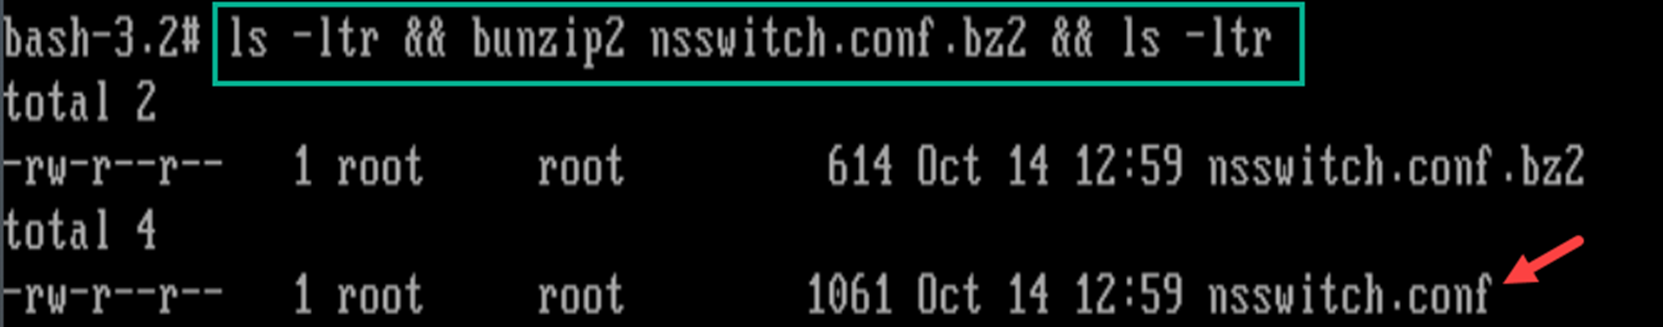 bash-3.2# ls -ltr && bunzip2 nsswitch.conf.bz2 && ls -ltr
total 2
-rw-r--r--   1 root     root         614 Oct 14 12:59 nsswitch.conf.bz2
total 4
-rw-r--r--   1 root     root        1061 Oct 14 12:59 nsswitch.conf